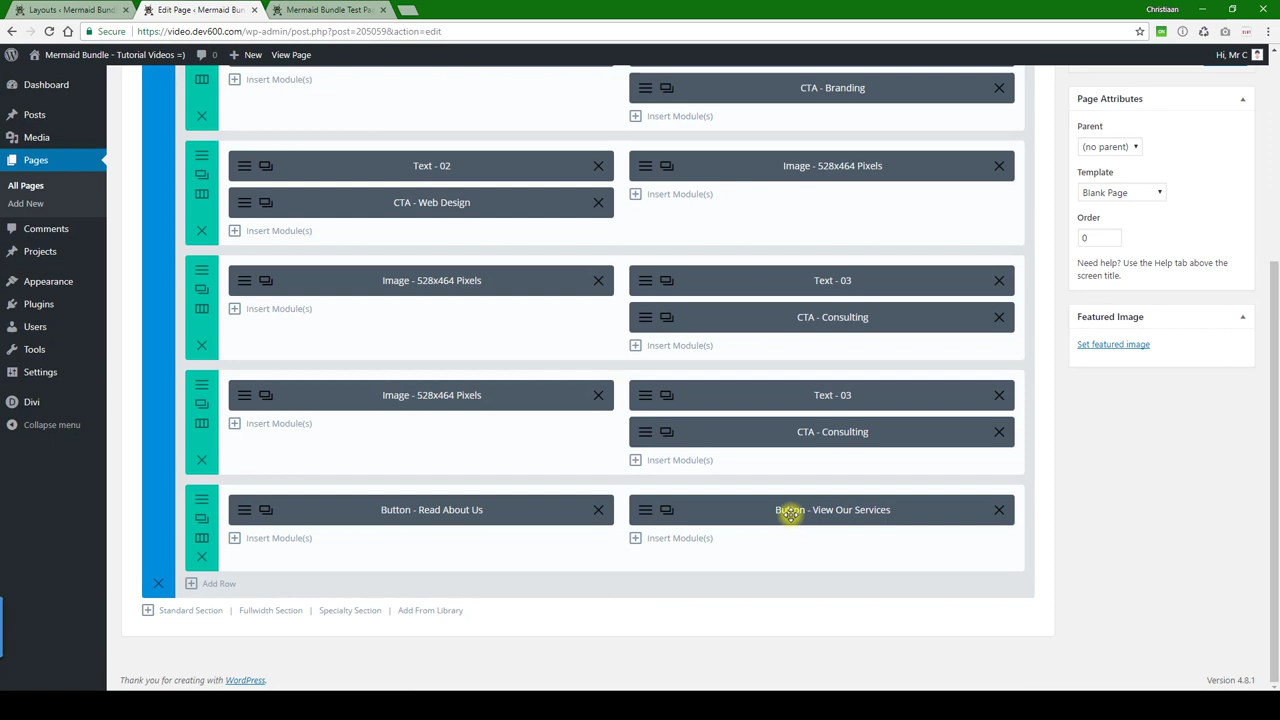 Layouts ‹ Mermaid Bund
Edit Page ‹ Mermaid Bun
Mermaid Bundle Test Pa
Christiaan
Secure
https://video.dev600.com/wp-admin/post.php?post=205059&action=edit
Mermaid Bundle - Tutorial Videos =)
0
New
View Page
Hi, Mr C
Dashboard
Posts
Media
Pages
All Pages
Add New
Comments
Projects
Appearance
Plugins
Users
Tools
Settings
Divi
Collapse menu
Insert Module(s)
CTA - Branding
Insert Module(s)
Text - 02
Image - 528x464 Pixels
CTA - Web Design
Insert Module(s)
Insert Module(s)
Image - 528x464 Pixels
Text - 03
Insert Module(s)
CTA - Consulting
Insert Module(s)
Image - 528x464 Pixels
Text - 03
Insert Module(s)
CTA - Consulting
Insert Module(s)
Button - Read About Us
Button - View Our Services
Insert Module(s)
Insert Module(s)
Add Row
Standard Section | Fullwidth Section | Specialty Section | Add From Library
Page Attributes
Parent
(no parent)
Template
Blank Page
Order
0
Need help? Use the Help tab above the
screen title.
Featured Image
Set featured image
Thank you for creating with WordPress.
Version 4.8.1